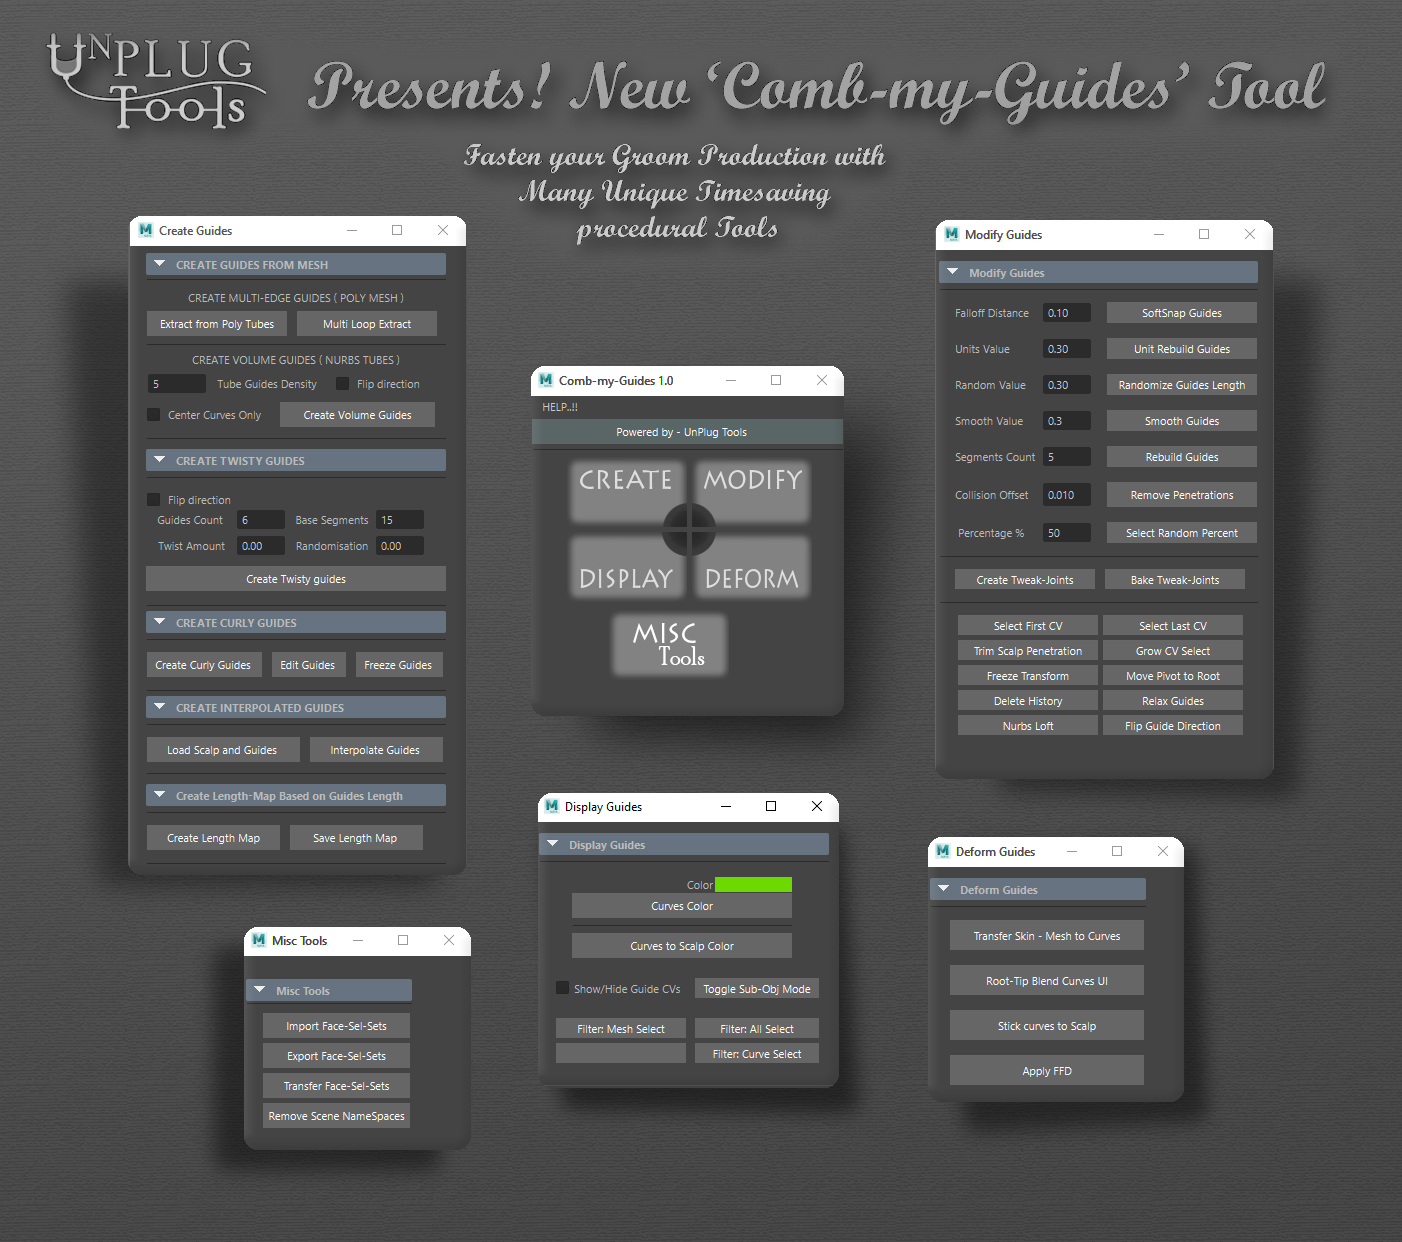 UNPLUG
Tools
Presents! New ‘Comb-my-Guides’ Tool
Fasten your Groom Production with
Many Unique Timesaving
procedural Tools
Create Guides
CREATE GUIDES FROM MESH
CREATE MULTI-EDGE GUIDES ( POLY MESH )
Extract from Poly Tubes
Multi Loop Extract
CREATE VOLUME GUIDES ( NURBS TUBES )
5 Tube Guides Density Flip direction
Center Curves Only Create Volume Guides
CREATE TWISTY GUIDES
Flip direction
Guides Count 6 Base Segments 15
Twist Amount 0.00 Randomisation 0.00
Create Twisty guides
CREATE CURLY GUIDES
Create Curly Guides Edit Guides Freeze Guides
CREATE INTERPOLATED GUIDES
Load Scalp and Guides Interpolate Guides
Create Length-Map Based on Guides Length
Create Length Map Save Length Map
Comb-my-Guides 1.0
HELP..!!
Powered by - UnPlug Tools
CREATE MODIFY
DISPLAY DEFORM
MISC
Tools
Modify Guides
Modify Guides
Falloff Distance 0.10 SoftSnap Guides
Units Value 0.30 Unit Rebuild Guides
Random Value 0.30 Randomize Guides Length
Smooth Value 0.3 Smooth Guides
Segments Count 5 Rebuild Guides
Collision Offset 0.010 Remove Penetrations
Percentage % 50 Select Random Percent
Create Tweak-Joints Bake Tweak-Joints
Select First CV Select Last CV
Trim Scalp Penetration Grow CV Select
Freeze Transform Move Pivot to Root
Delete History Relax Guides
Nurbs Loft Flip Guide Direction
Misc Tools
Misc Tools
Import Face-Sel-Sets
Export Face-Sel-Sets
Transfer Face-Sel-Sets
Remove Scene NameSpaces
Display Guides
Display Guides
Color
Curves Color
Curves to Scalp Color
Show/Hide Guide CVs Toggle Sub-Obj Mode
Filter: Mesh Select Filter: All Select
Filter: Curve Select
Deform Guides
Deform Guides
Transfer Skin - Mesh to Curves
Root-Tip Blend Curves UI
Stick curves to Scalp
Apply FFD